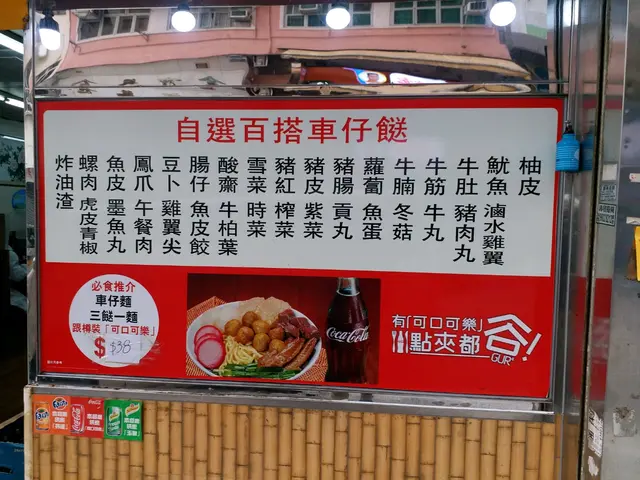 自選百搭車仔餸
柚皮
魷魚 滷水雞翼
牛肚 豬肉丸
牛筋 牛丸
牛腩 冬菇
蘿蔔 魚蛋
豬腸 貢丸
豬皮 紫菜
豬紅 榨菜
雪菜 時菜
酸齋 牛柏葉
腸仔 魚皮餃
豆卜 雞翼尖
鳳爪 午餐肉
魚皮 墨魚丸
螺肉 虎皮青椒
炸油渣
必食推介
車仔麵
三餸一麵
跟樽裝「可口可樂」
$ $38
Coca-Cola
有「可口可樂」
點夾都
谷!
GUR